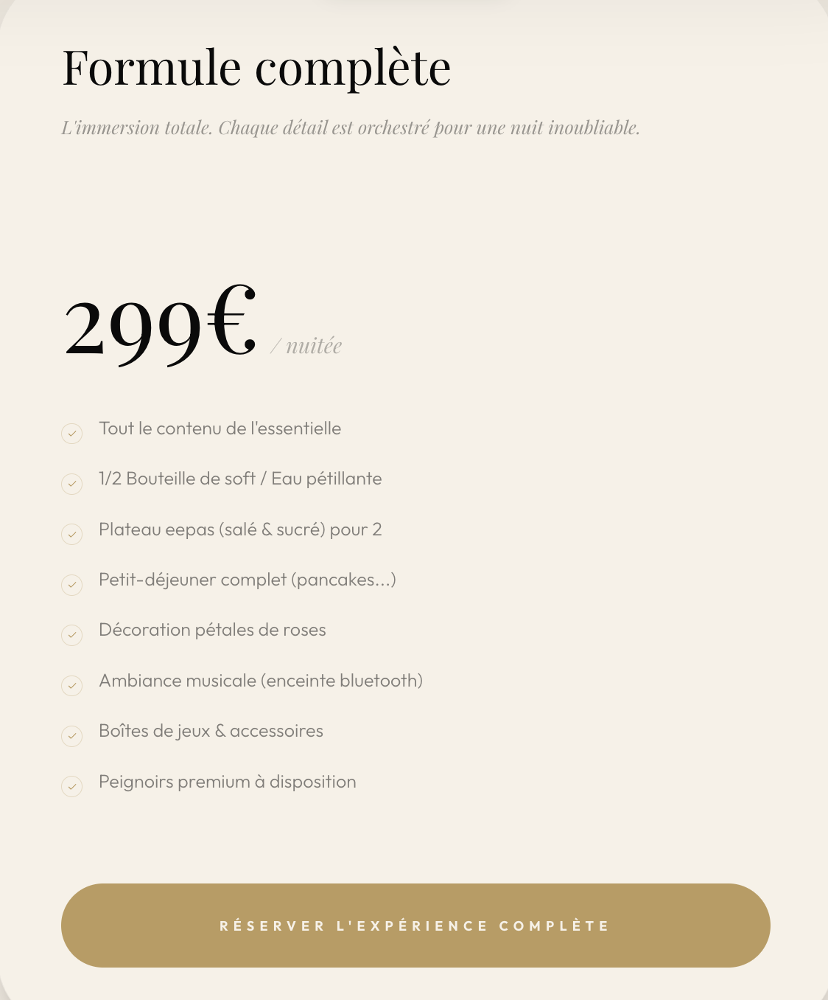 Formule complète
L'immersion totale. Chaque détail est orchestré pour une nuit inoubliable.
299€ / nuitée
Tout le contenu de l'essentielle
1/2 Bouteille de soft / Eau pétillante
Plateau eepas (salé & sucré) pour 2
Petit-déjeuner complet (pancakes...)
Décoration pétales de roses
Ambiance musicale (enceinte bluetooth)
Boîtes de jeux & accessoires
Peignoirs premium à disposition
RÉSERVER L'EXPÉRIENCE COMPLÈTE